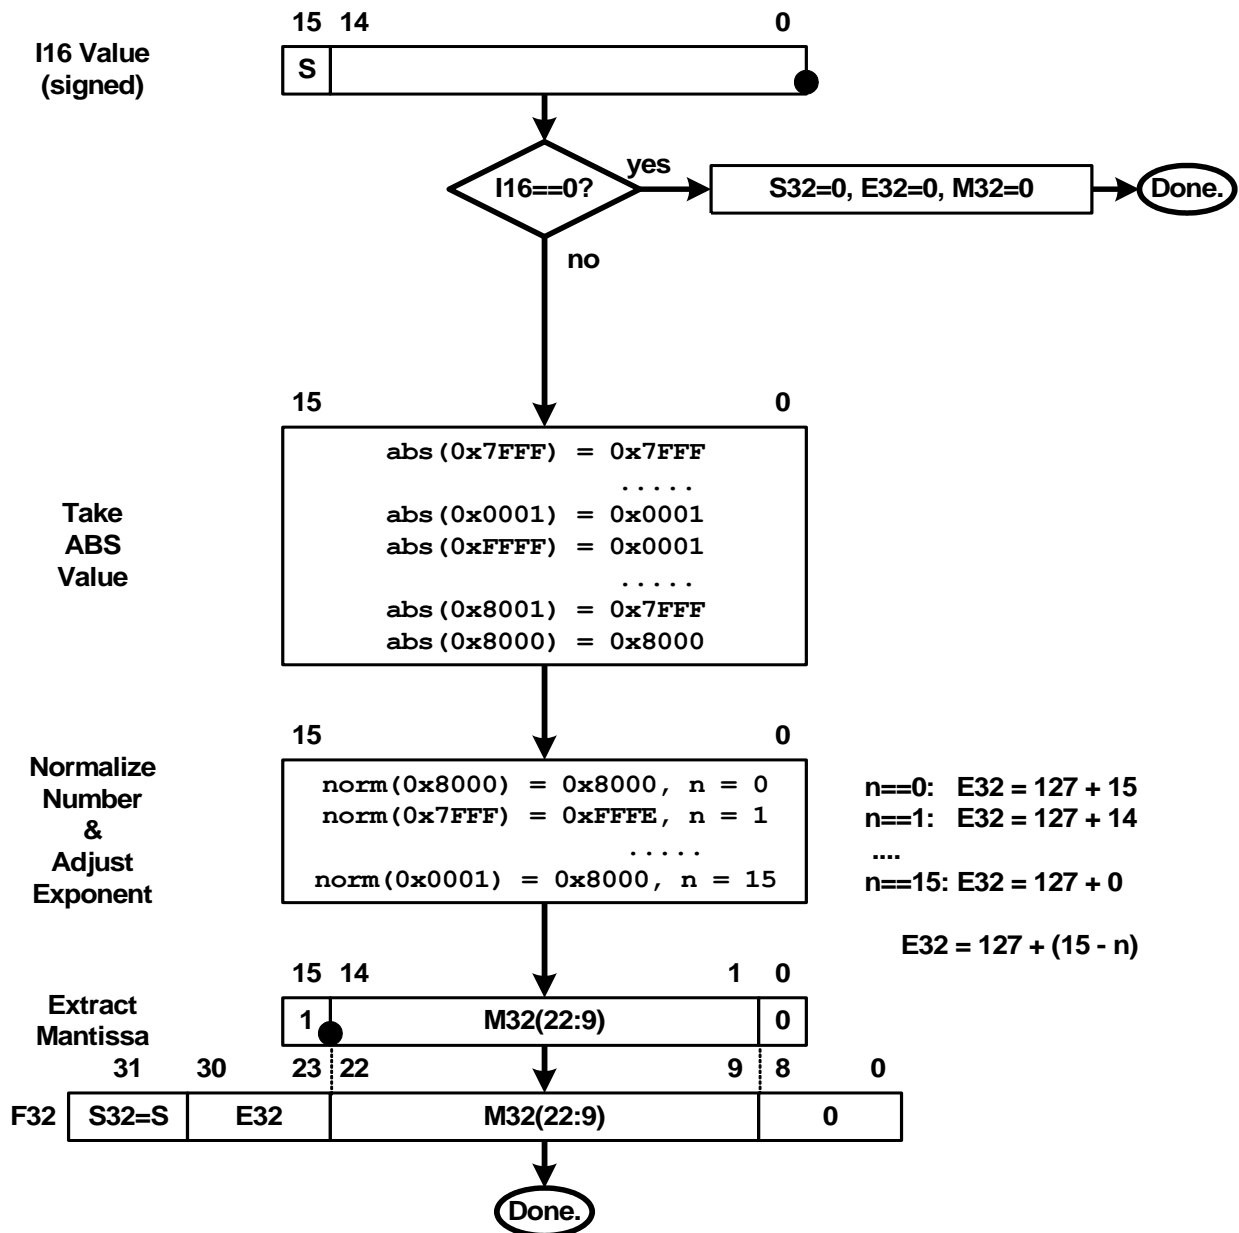 15 14 0
I16 Value
(signed)
S
I16==0?
yes
S32=0, E32=0, M32=0
Done.
no
15 0
Take
ABS
Value
abs(0x7FFF) = 0x7FFF
.....
abs(0x0001) = 0x0001
abs(0xFFFF) = 0x0001
.....
abs(0x8001) = 0x7FFF
abs(0x8000) = 0x8000
15 0
Normalize
Number
&
Adjust
Exponent
norm(0x8000) = 0x8000, n = 0
norm(0x7FFF) = 0xFFFE, n = 1
.....
norm(0x0001) = 0x8000, n = 15
n==0: E32 = 127 + 15
n==1: E32 = 127 + 14
....
n==15: E32 = 127 + 0
E32 = 127 + (15 - n)
15 14 1 0
Extract
Mantissa
1 M32(22:9) 0
31 30 23 22 9 8 0
F32 S32=S E32 M32(22:9) 0
Done.